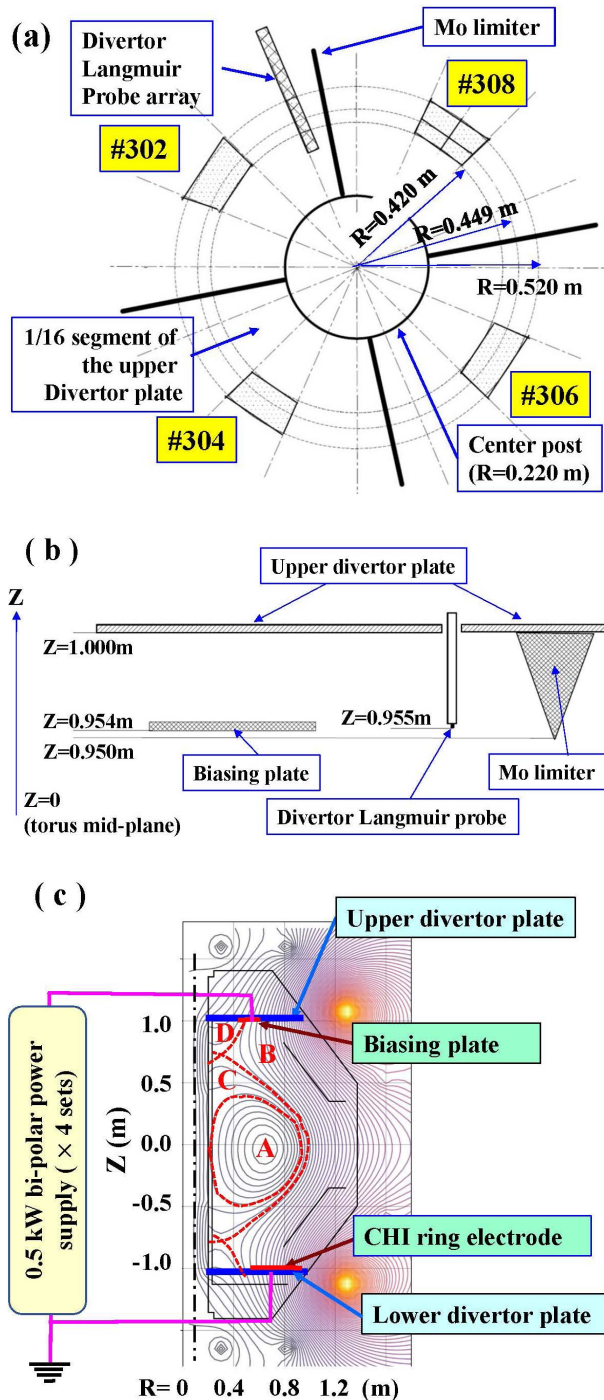 (a)
Divertor
Langmuir
Probe array
Mo limiter
#308
#302
R=0.420 m
R=0.449 m
R=0.520 m
1/16 segment of
the upper
Divertor plate
#306
#304
Center post
(R=0.220 m)
( b )
Upper divertor plate
Z
Z=1.000m
Z=0.954m
Z=0.955m
Z=0.950m
Biasing plate
Mo limiter
Z=0
(torus mid-plane)
Divertor Langmuir probe
( c )
Upper divertor plate
0.5 kW bi-polar power
supply ( × 4 sets)
Z (m)
1.0
0.5
0.0
-0.5
-1.0
D
B
C
A
Biasing plate
CHI ring electrode
Lower divertor plate
R= 0 0.4 0.8 1.2 (m)